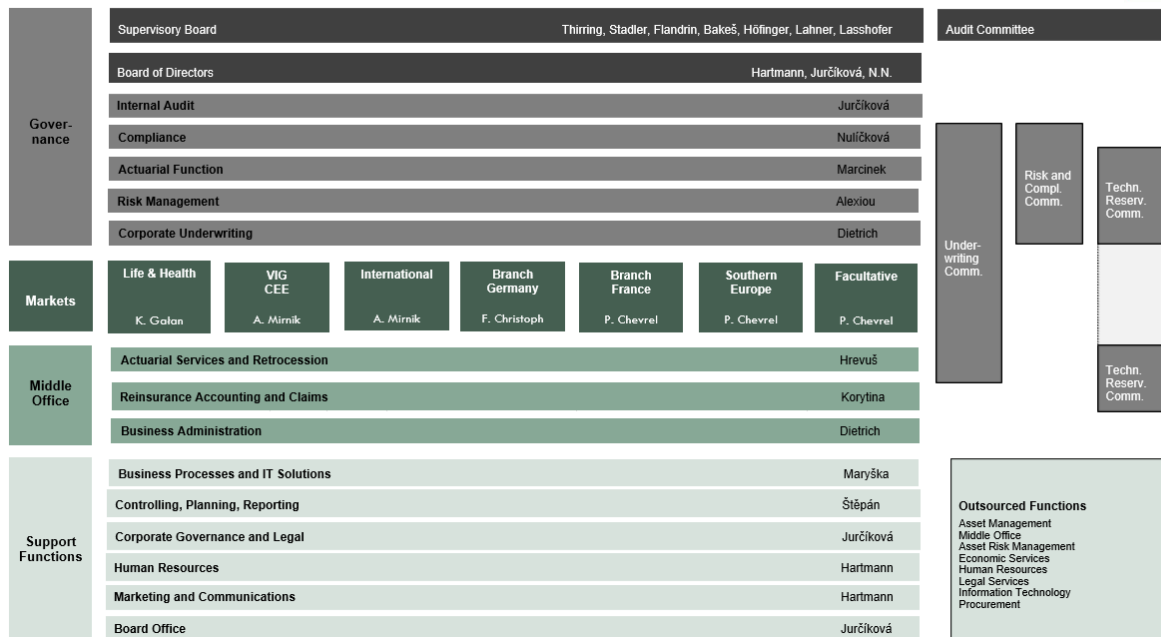 Supervisory Board Thirring, Stadler, Flandrin, Bakeš, Höfinger, Lahner, Lasshofer
Audit Committee
Board of Directors Hartmann, Jurčíková, N.N.
Gover-
nance
Internal Audit Jurčíková
Compliance Nulíčková
Actuarial Function Marcinek
Risk Management Alexiou
Corporate Underwriting Dietrich
Under-
writing
Comm.
Risk and
Compl.
Comm.
Techn.
Reserv.
Comm.
Markets
Life & Health
K. Galan
VIG
CEE
A. Mirnik
International
A. Mirnik
Branch
Germany
F. Christoph
Branch
France
P. Chevrel
Southern
Europe
P. Chevrel
Facultative
P. Chevrel
Middle
Office
Actuarial Services and Retrocession Hrevuš
Reinsurance Accounting and Claims Korytina
Business Administration Dietrich
Techn.
Reserv.
Comm.
Support
Functions
Business Processes and IT Solutions Maryška
Controlling, Planning, Reporting Štěpán
Corporate Governance and Legal Jurčíková
Human Resources Hartmann
Marketing and Communications Hartmann
Board Office Jurčíková
Outsourced Functions
Asset Management
Middle Office
Asset Risk Management
Economic Services
Human Resources
Legal Services
Information Technology
Procurement